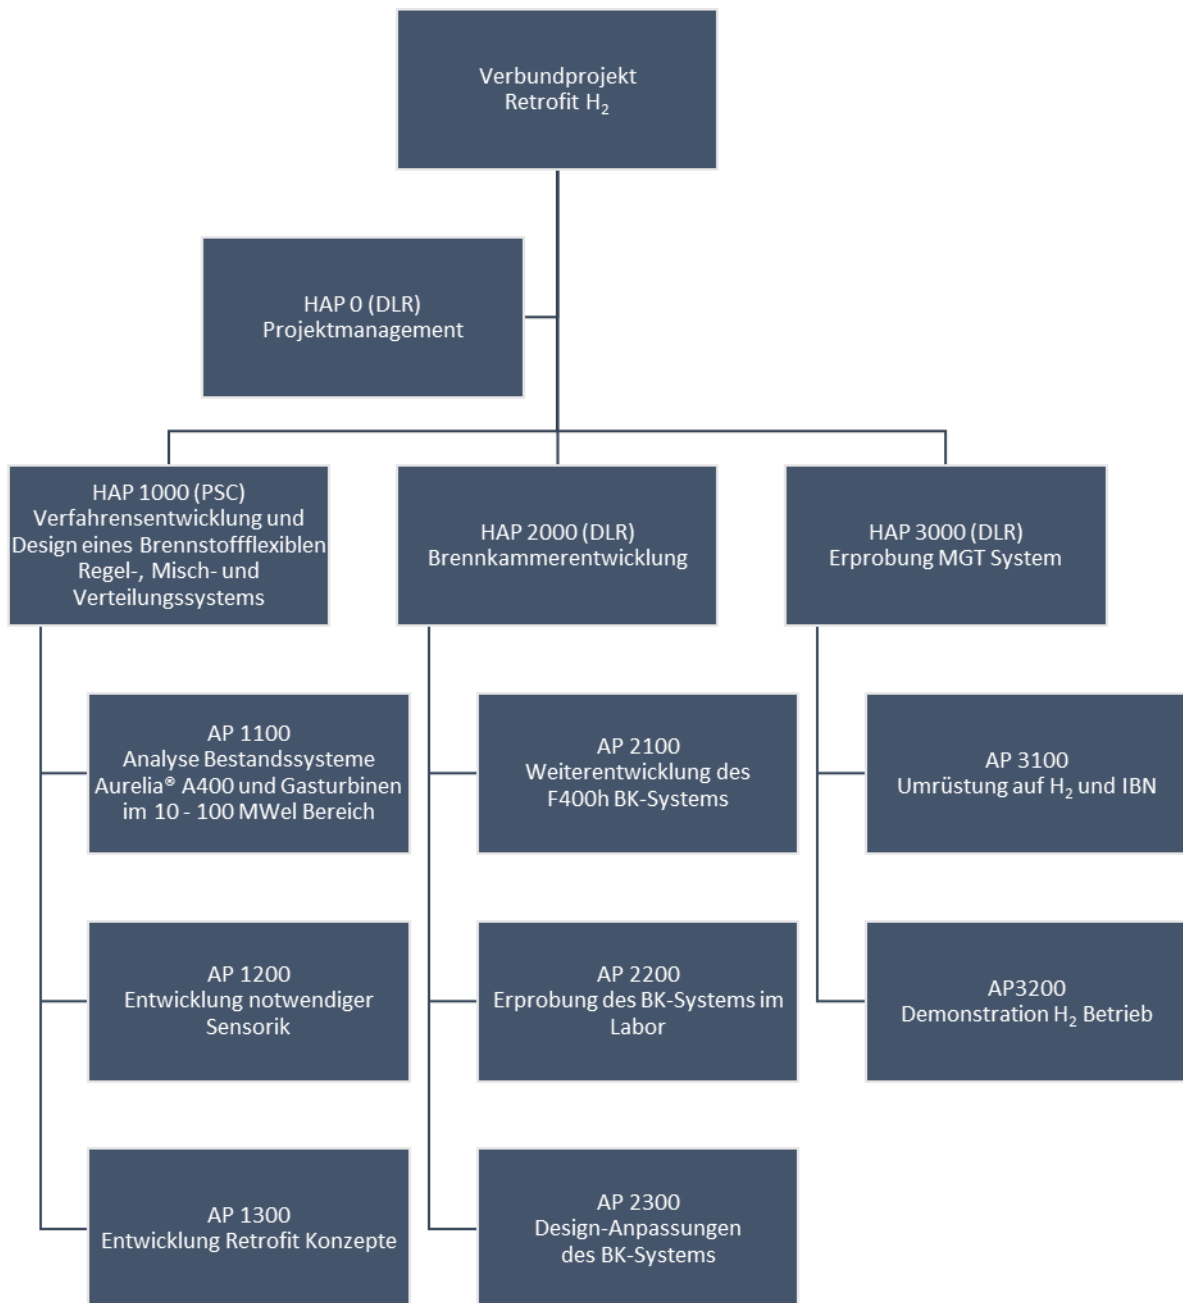 Verbundprojekt
Retrofit H₂
HAP 0 (DLR)
Projektmanagement
HAP 1000 (PSC)
Verfahrensentwicklung und
Design eines Brennstoffflexiblen
Regel-, Misch- und
Verteilungssystems
HAP 2000 (DLR)
Brennkammerentwicklung
HAP 3000 (DLR)
Erprobung MGT System
AP 1100
Analyse Bestandssysteme
Aurelia® A400 und Gasturbinen
im 10 - 100 MWel Bereich
AP 2100
Weiterentwicklung des
F400h BK-Systems
AP 3100
Umrüstung auf H₂ und IBN
AP 1200
Entwicklung notwendiger
Sensorik
AP 2200
Erprobung des BK-Systems im
Labor
AP3200
Demonstration H₂ Betrieb
AP 1300
Entwicklung Retrofit Konzepte
AP 2300
Design-Anpassungen
des BK-Systems